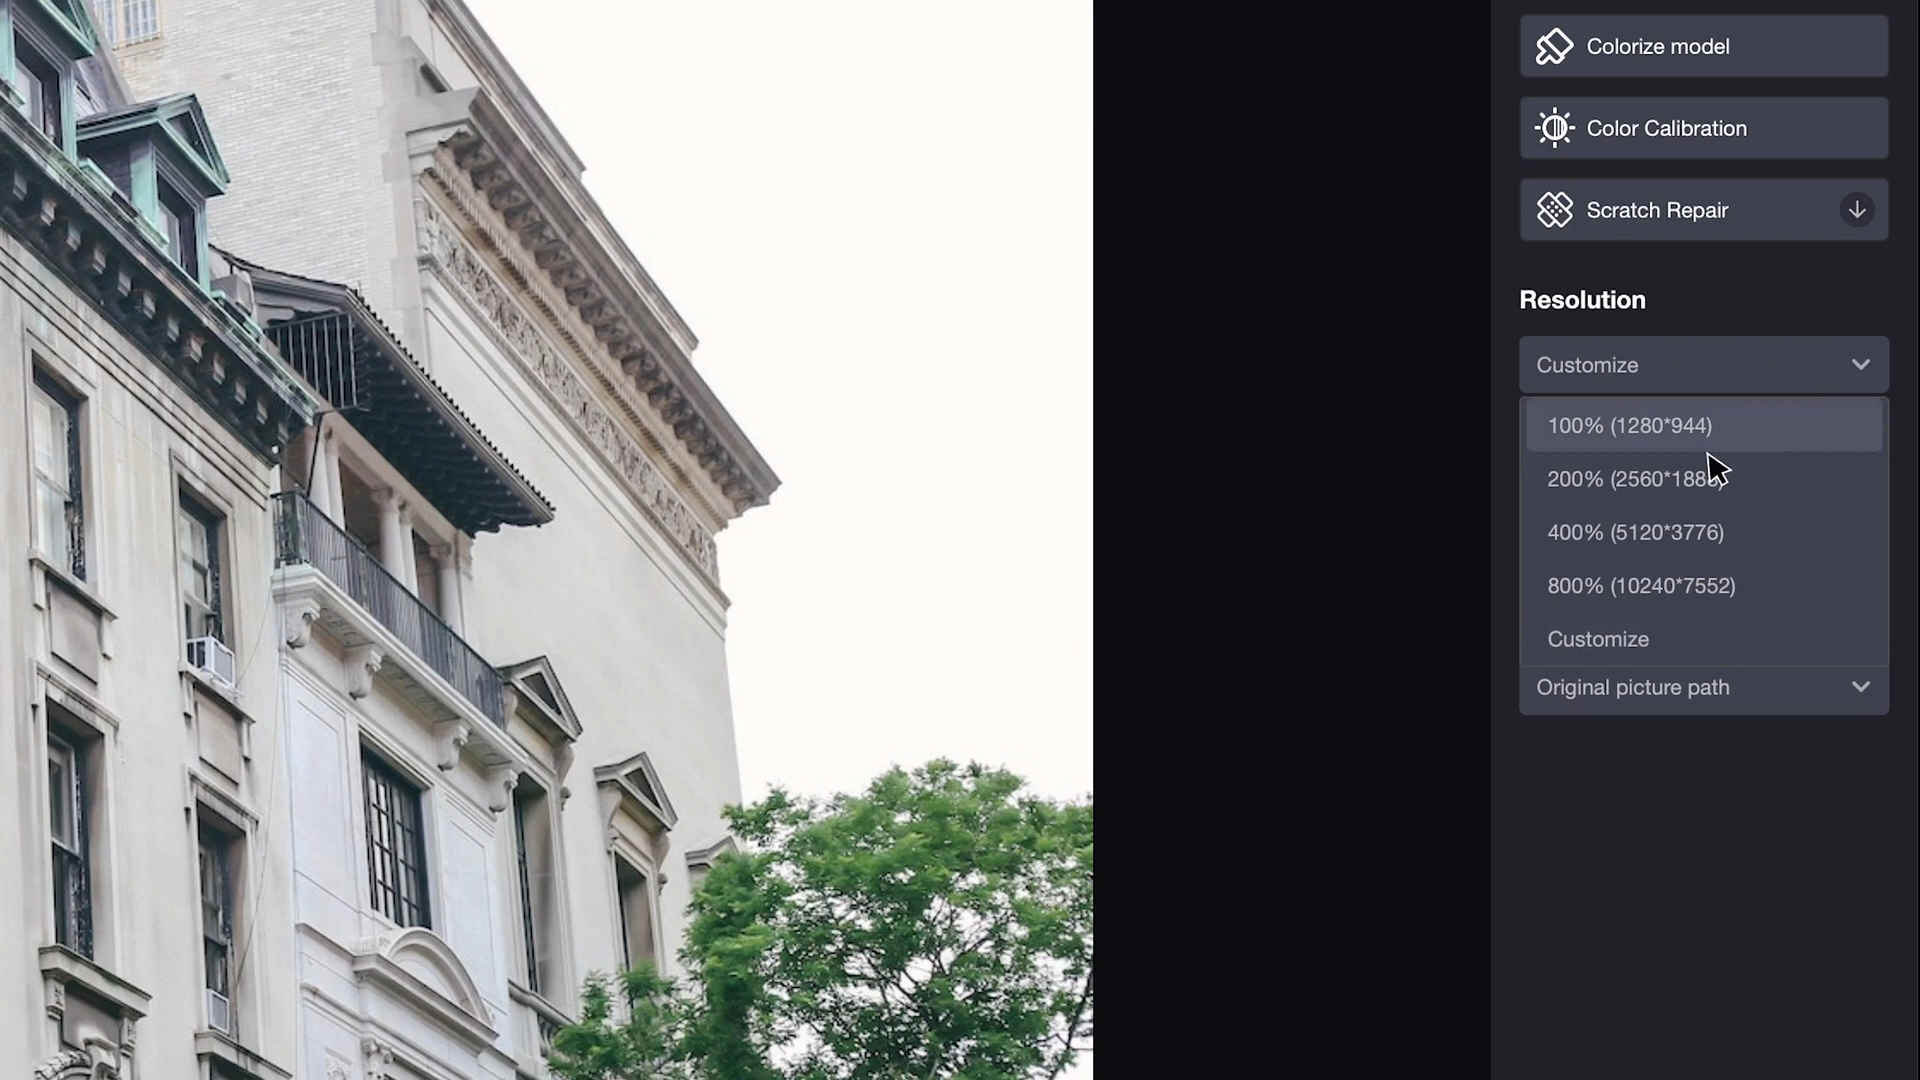 Colorize model
Color Calibration
Scratch Repair
Resolution
Customize
100% (1280*944)
200%
400% (5120*3776)
800% (10240*7552)
Customize
Original picture path